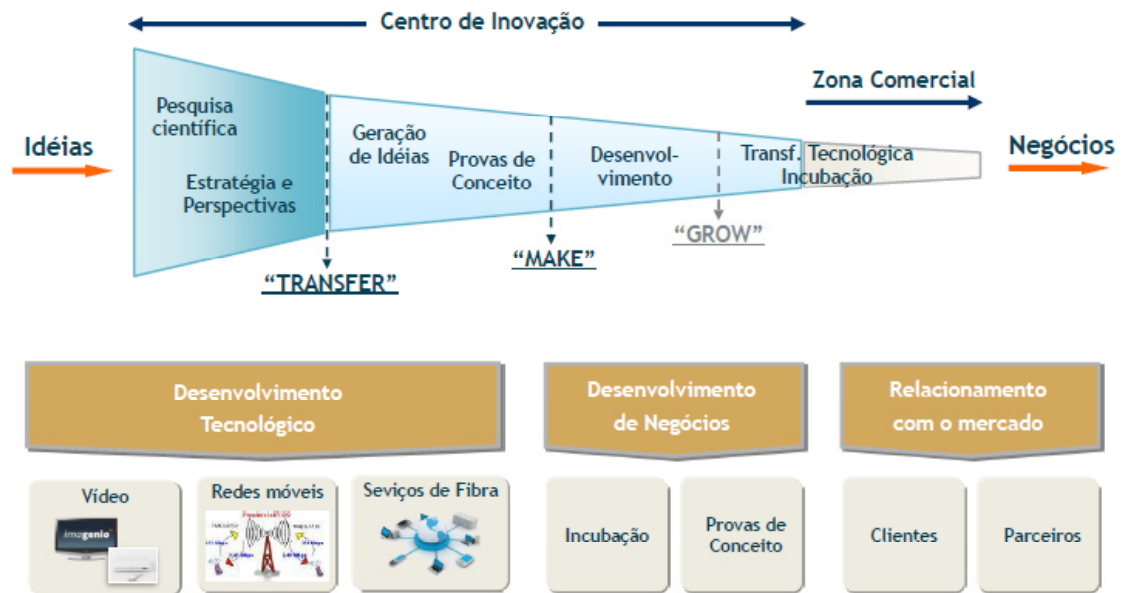 Centro de Inovação
Zona Comercial
Idéias
Pesquisa
científica
Estratégia e
Perspectivas
Geração
de Idéias
Provas de
Conceito
Desenvol-
vimento
Transf. Tecnológica
Incubação
Negócios
“TRANSFER”
“MAKE”
“GROW”
Desenvolvimento
Tecnológico
Desenvolvimento
de Negócios
Relacionamento
com o mercado
Vídeo
Redes móveis
Seviços de Fibra
imagenio
Incubação
Provas de
Conceito
Clientes
Parceiros